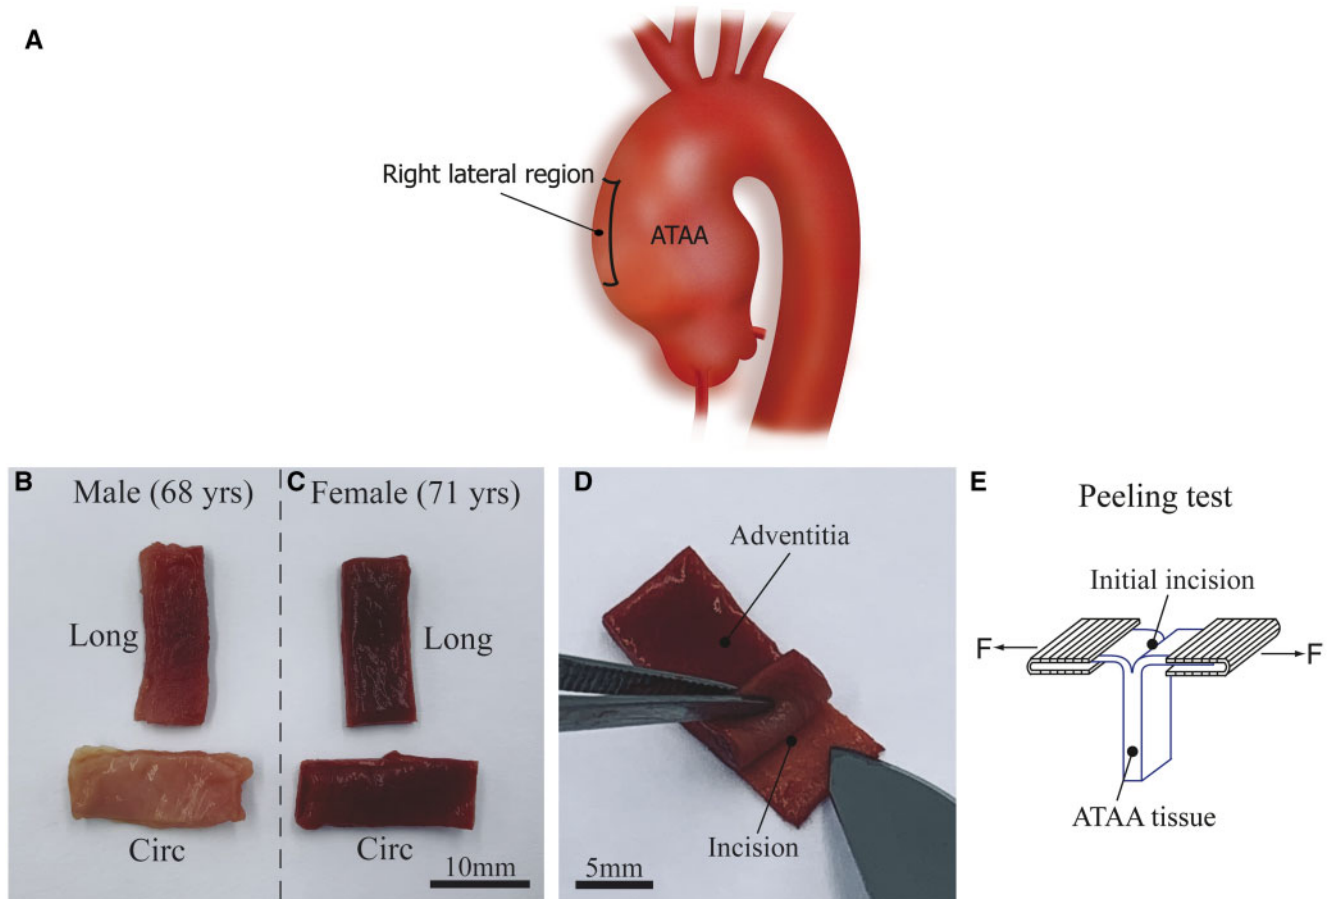 A
Right lateral region
ATAA
B
Male (68 yrs)
Long
Circ
C
Female (71 yrs)
Long
Circ
10mm
D
Adventitia
Incision
5mm
E
Peeling test
Initial incision
F
F
ATAA tissue